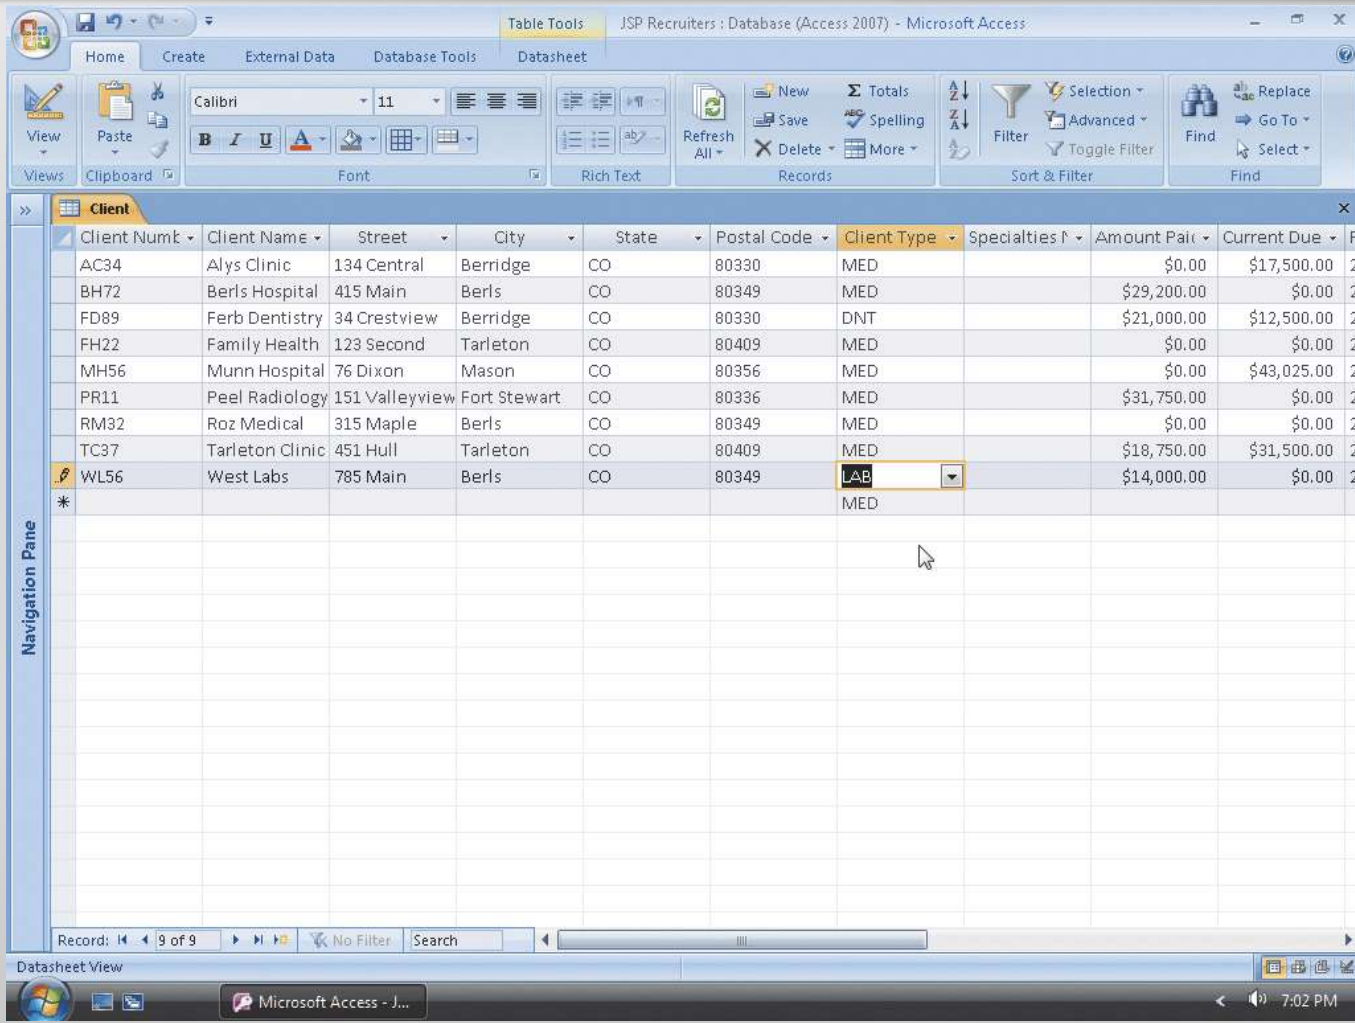 Table Tools JSP Recruiters : Database (Access 2007) - Microsoft Access
Home Create External Data Database Tools Datasheet
Calibri 11 New Σ Totals Selection Replace
View Paste B I U A Refresh All Save Spelling Filter Advanced Find Go To
Delete More Toggle Filter Select
Views Clipboard Font Rich Text Records Sort & Filter Find
Client
Client Numb Client Name Street City State Postal Code Client Type Specialties N Amount Paid Current Due
AC34 Alys Clinic 134 Central Berridge CO 80330 MED $0.00 $17,500.00 2
BH72 Berls Hospital 415 Main Berls CO 80349 MED $29,200.00 $0.00 2
FD89 Ferb Dentistry 34 Crestview Berridge CO 80330 DNT $21,000.00 $12,500.00 2
FH22 Family Health 123 Second Tarleton CO 80409 MED $0.00 $0.00 2
MH56 Munn Hospital 76 Dixon Mason CO 80356 MED $0.00 $43,025.00 2
PR11 Peel Radiology 151 Valleyview Fort Stewart CO 80336 MED $31,750.00 $0.00 2
RM32 Roz Medical 315 Maple Berls CO 80349 MED $0.00 $0.00 2
TC37 Tarleton Clinic 451 Hull Tarleton CO 80409 MED $18,750.00 $31,500.00 2
WL56 West Labs 785 Main Berls CO 80349 LAB $14,000.00 $0.00 2
MED
Navigation Pane
Record: 9 of 9 No Filter Search
Datasheet View
Microsoft Access - J... 7:02 PM